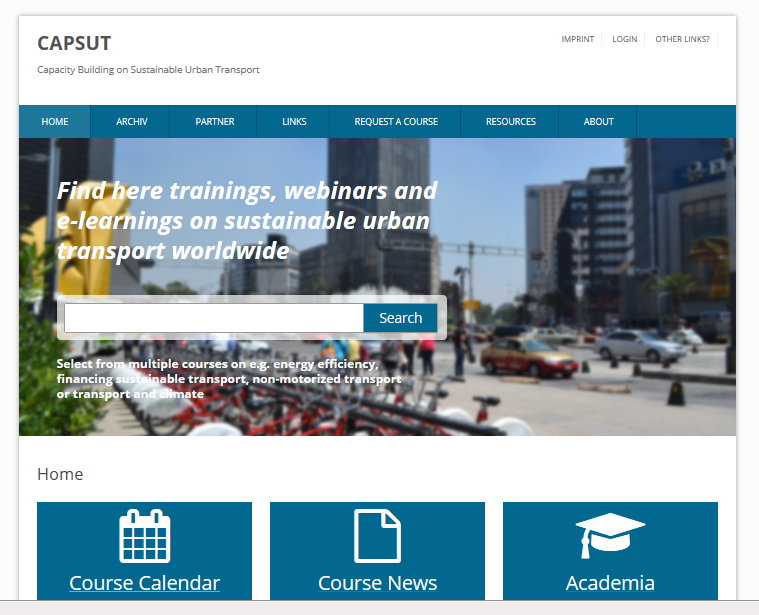 CAPSUT
Capacity Building on Sustainable Urban Transport
IMPRINT
LOGIN
OTHER LINKS?
HOME
ARCHIV
PARTNER
LINKS
REQUEST A COURSE
RESOURCES
ABOUT
Find here trainings, webinars and
e-learnings on sustainable urban
transport worldwide
Search
Select from multiple courses on e.g. energy efficiency,
financing sustainable transport, non-motorized transport
or transport and climate
Home
Course Calendar
Course News
Academia